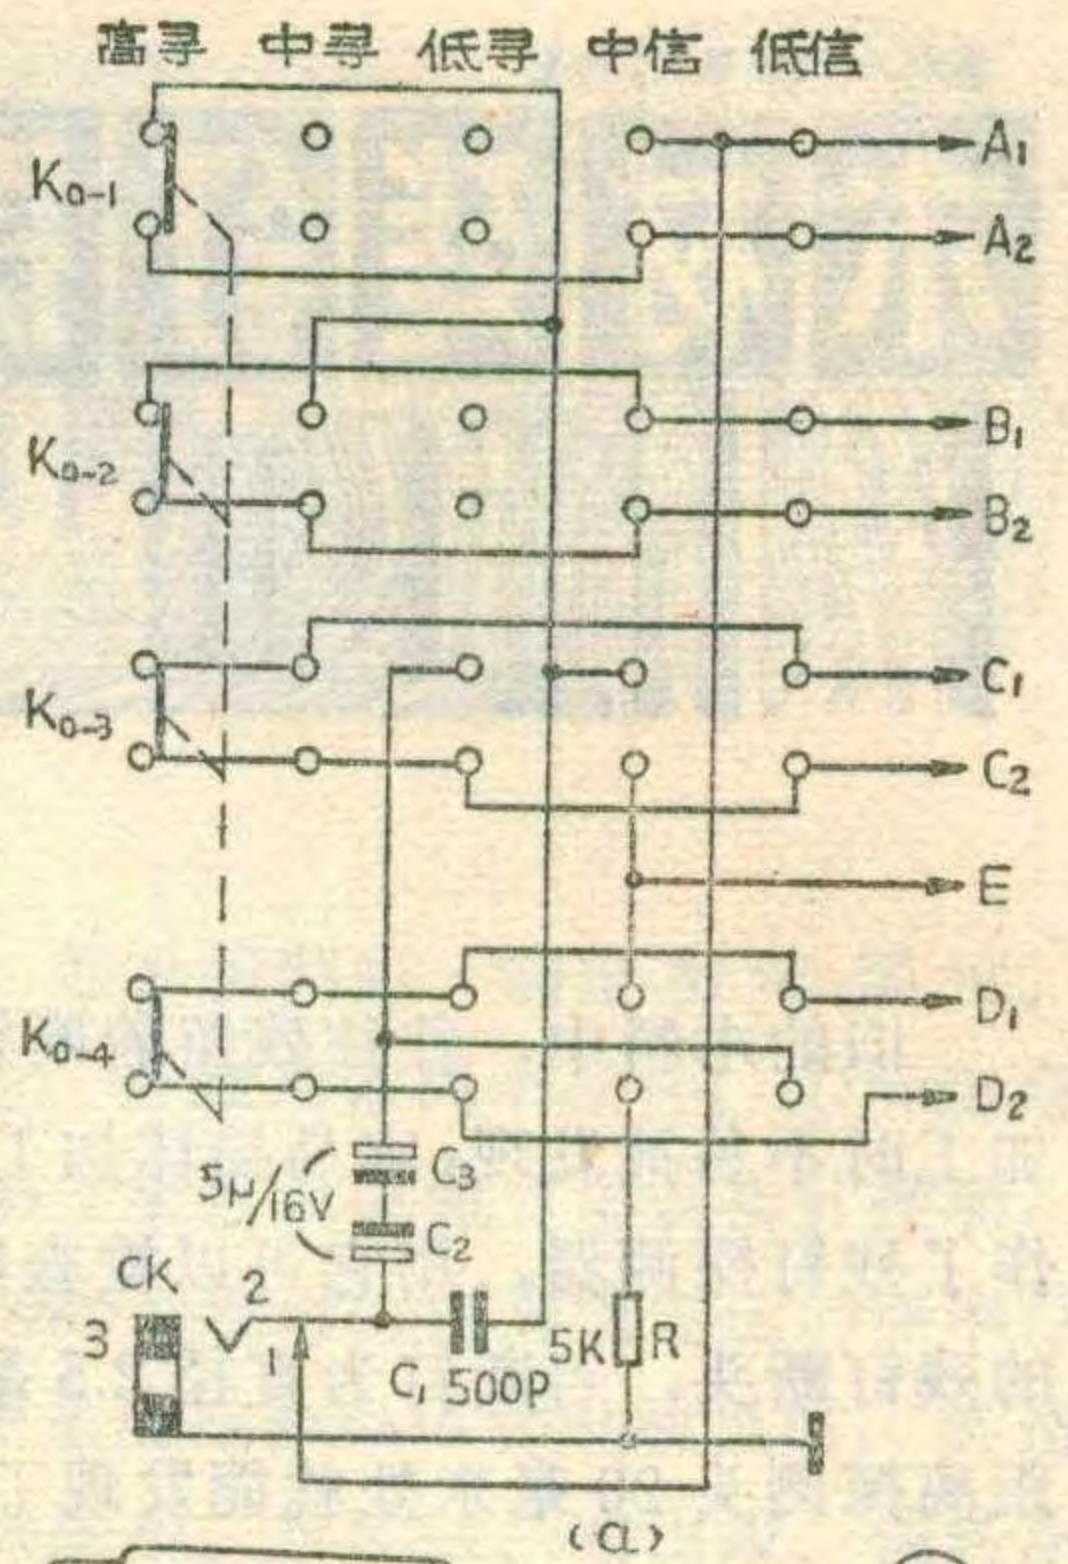 高寻 中寻 低寻 中信 低信
K₀₋₁
A₁
A₂
K₀₋₂
B₁
B₂
K₀₋₃
C₁
C₂
E
K₀₋₄
D₁
D₂
5μ/16V
C₃
C₂
CK
3
2
1
C₁ 500P
5K
R
(a)